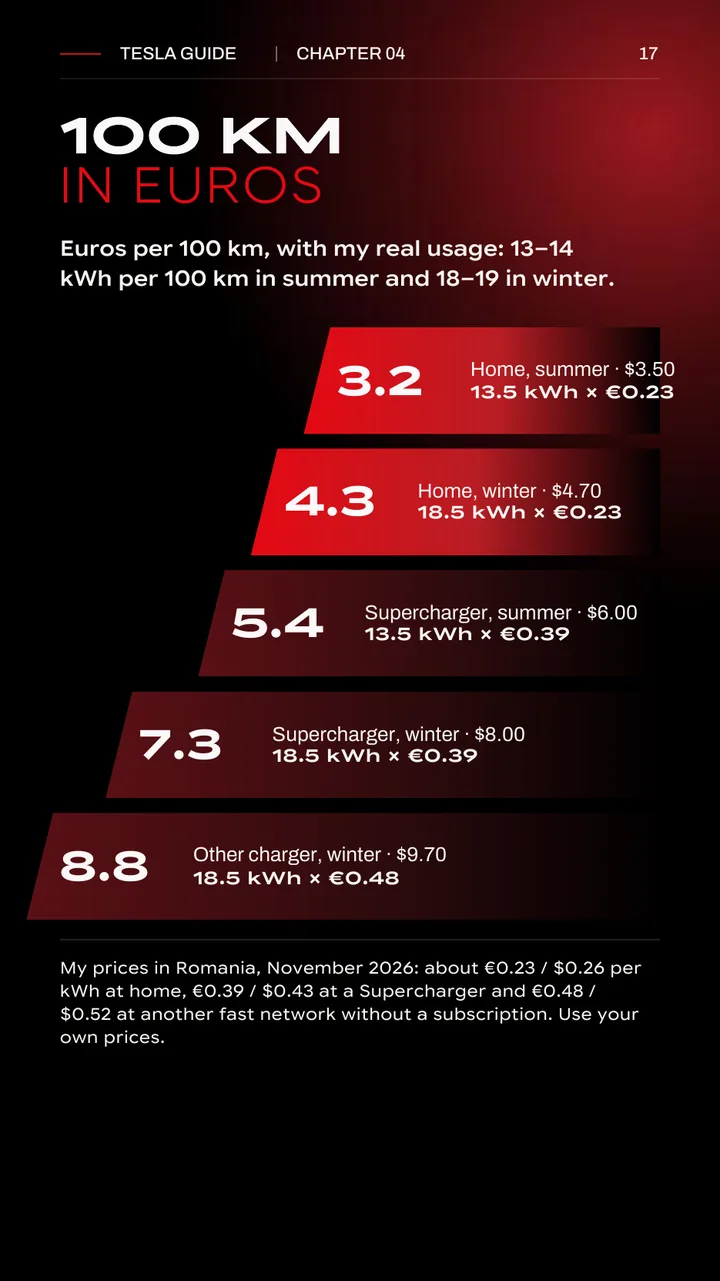 TESLA GUIDE | CHAPTER 04 17
100 KM
IN EUROS
Euros per 100 km, with my real usage: 13–14
kWh per 100 km in summer and 18–19 in winter.
3.2
Home, summer · $3.50
13.5 kWh × €0.23
4.3
Home, winter · $4.70
18.5 kWh × €0.23
5.4
Supercharger, summer · $6.00
13.5 kWh × €0.39
7.3
Supercharger, winter · $8.00
18.5 kWh × €0.39
8.8
Other charger, winter · $9.70
18.5 kWh × €0.48
My prices in Romania, November 2026: about €0.23 / $0.26 per
kWh at home, €0.39 / $0.43 at a Supercharger and €0.48 /
$0.52 at another fast network without a subscription. Use your
own prices.